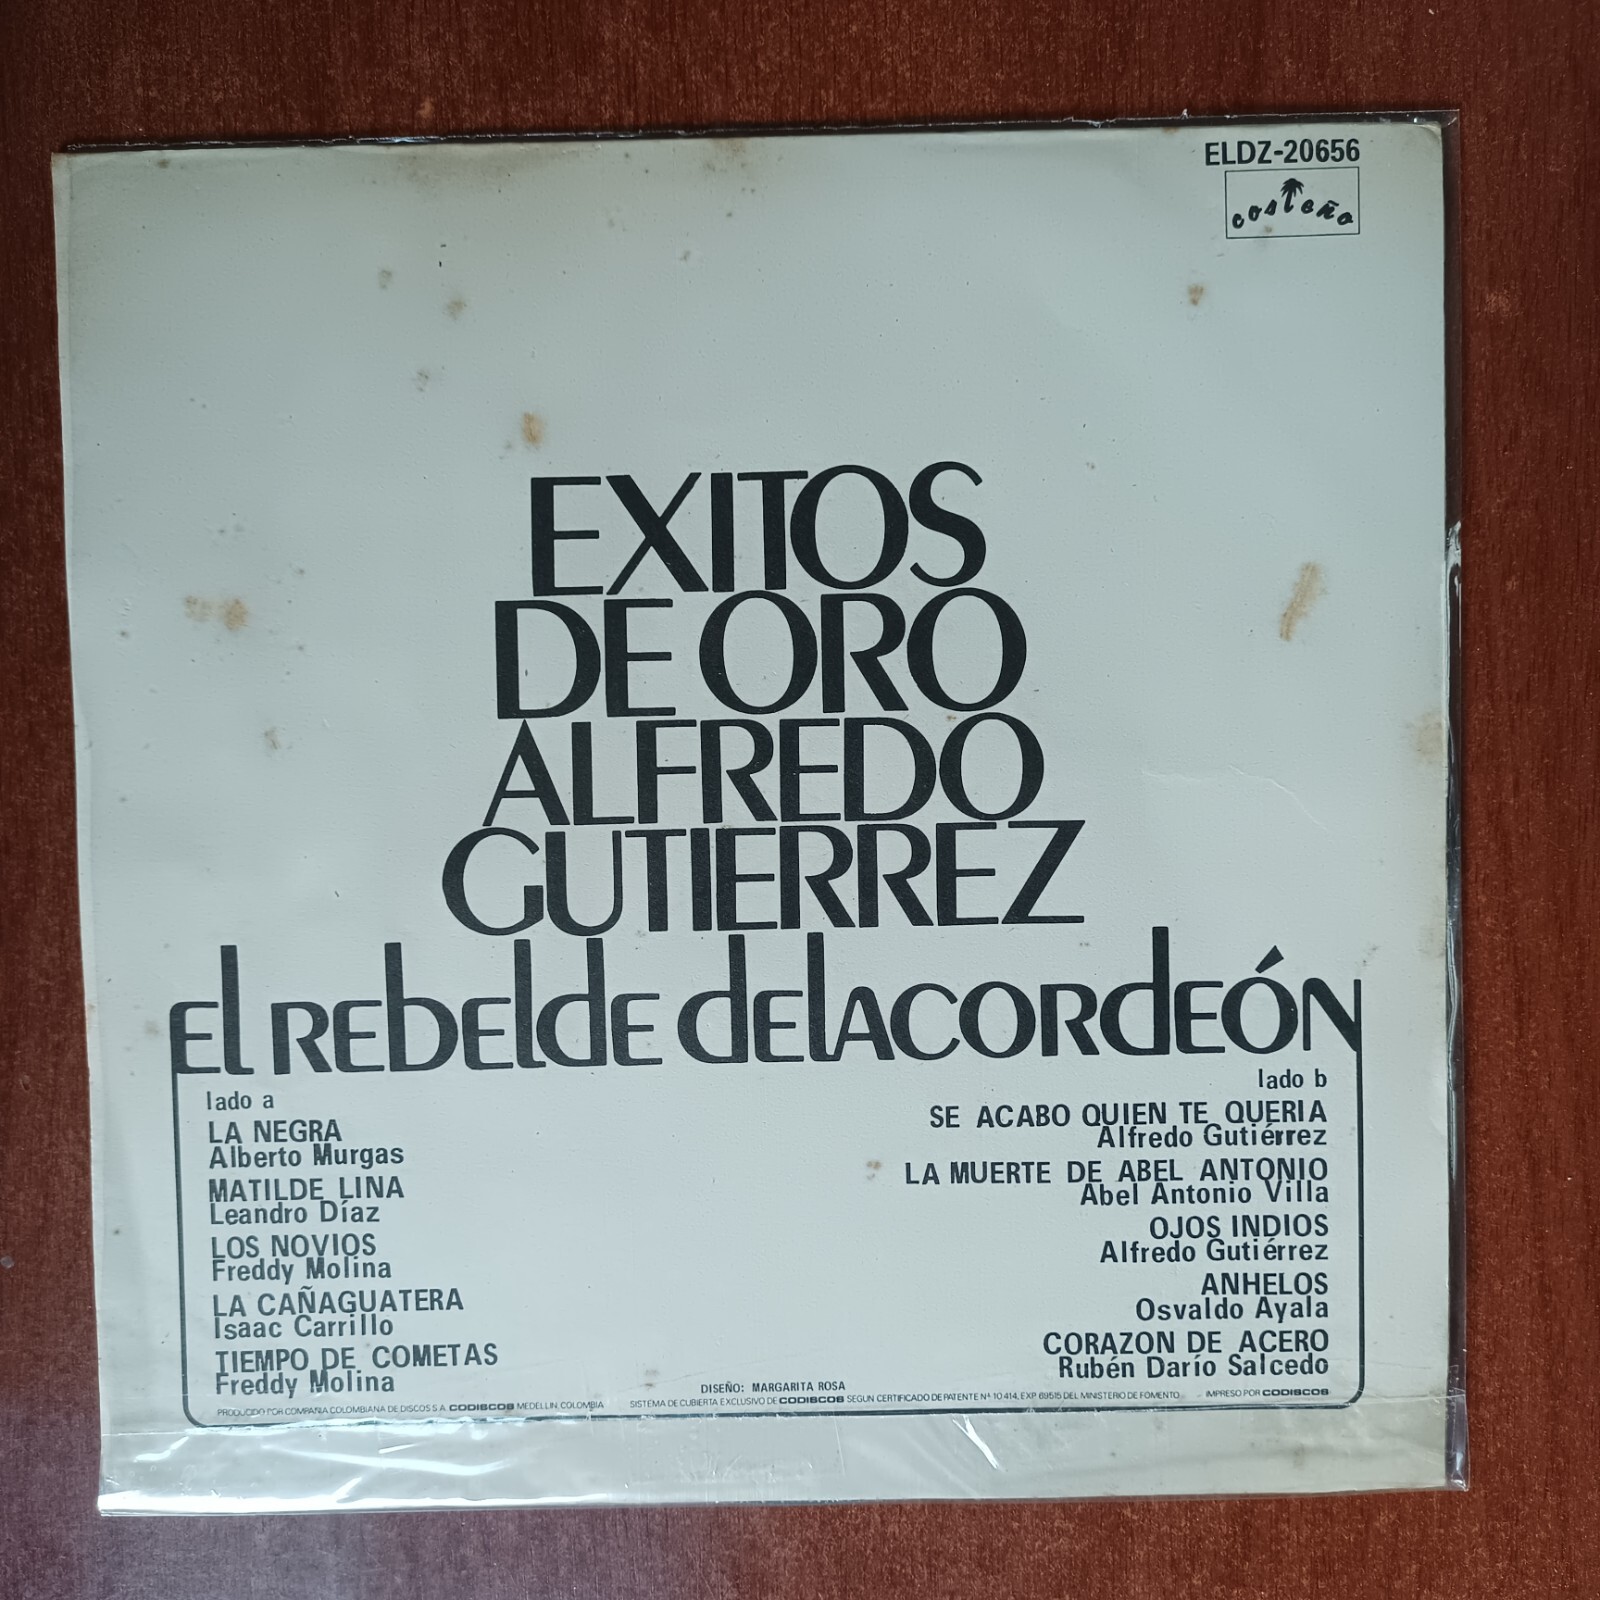 ELDZ-20656
costeña
EXITOS
DE ORO
ALFREDO
GUTIERREZ
El REbEldE dElACORdEÓN
lado a
LA NEGRA
Alberto Murgas
MATILDE LINA
Leandro Díaz
LOS NOVIOS
Freddy Molina
LA CAÑAGUATERA
Isaac Carrillo
TIEMPO DE COMETAS
Freddy Molina
lado b
SE ACABO QUIEN TE QUERIA
Alfredo Gutiérrez
LA MUERTE DE ABEL ANTONIO
Abel Antonio Villa
OJOS INDIOS
Alfredo Gutiérrez
ANHELOS
Osvaldo Ayala
CORAZON DE ACERO
Rubén Darío Salcedo
DISEÑO: MARGARITA ROSA
PRODUCIDO POR COMPAÑIA COLOMBIANA DE DISCOS S.A. CODISCOS MEDELLIN COLOMBIA SISTEMA DE CUBIERTA EXCLUSIVO DE CODISCOS SEGUN CERTIFICADO DE PATENTE Nº 10.414, EXP. 69515 DEL MINISTERIO DE FOMENTO IMPRESO POR CODISCOS